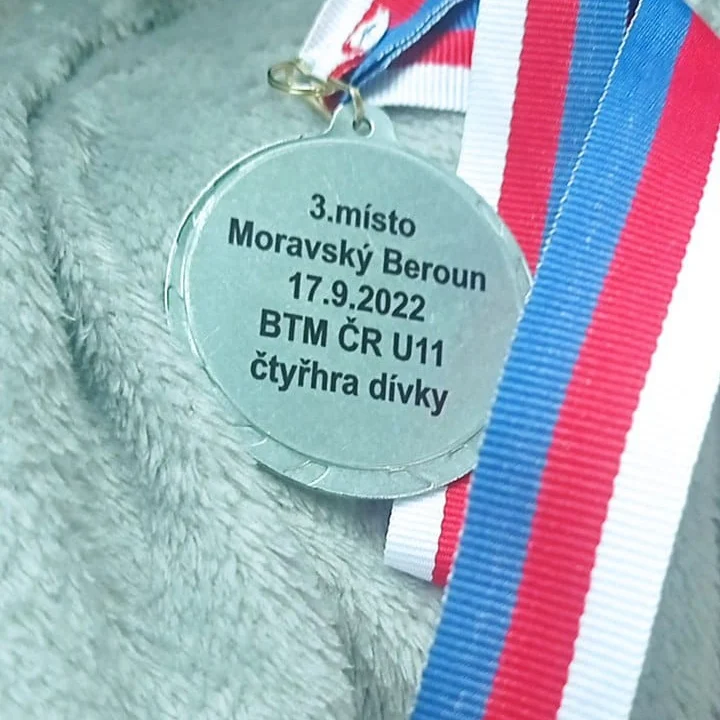 3.místo
Moravský Beroun
17.9.2022
BTM ČR U11
čtyřhra dívky